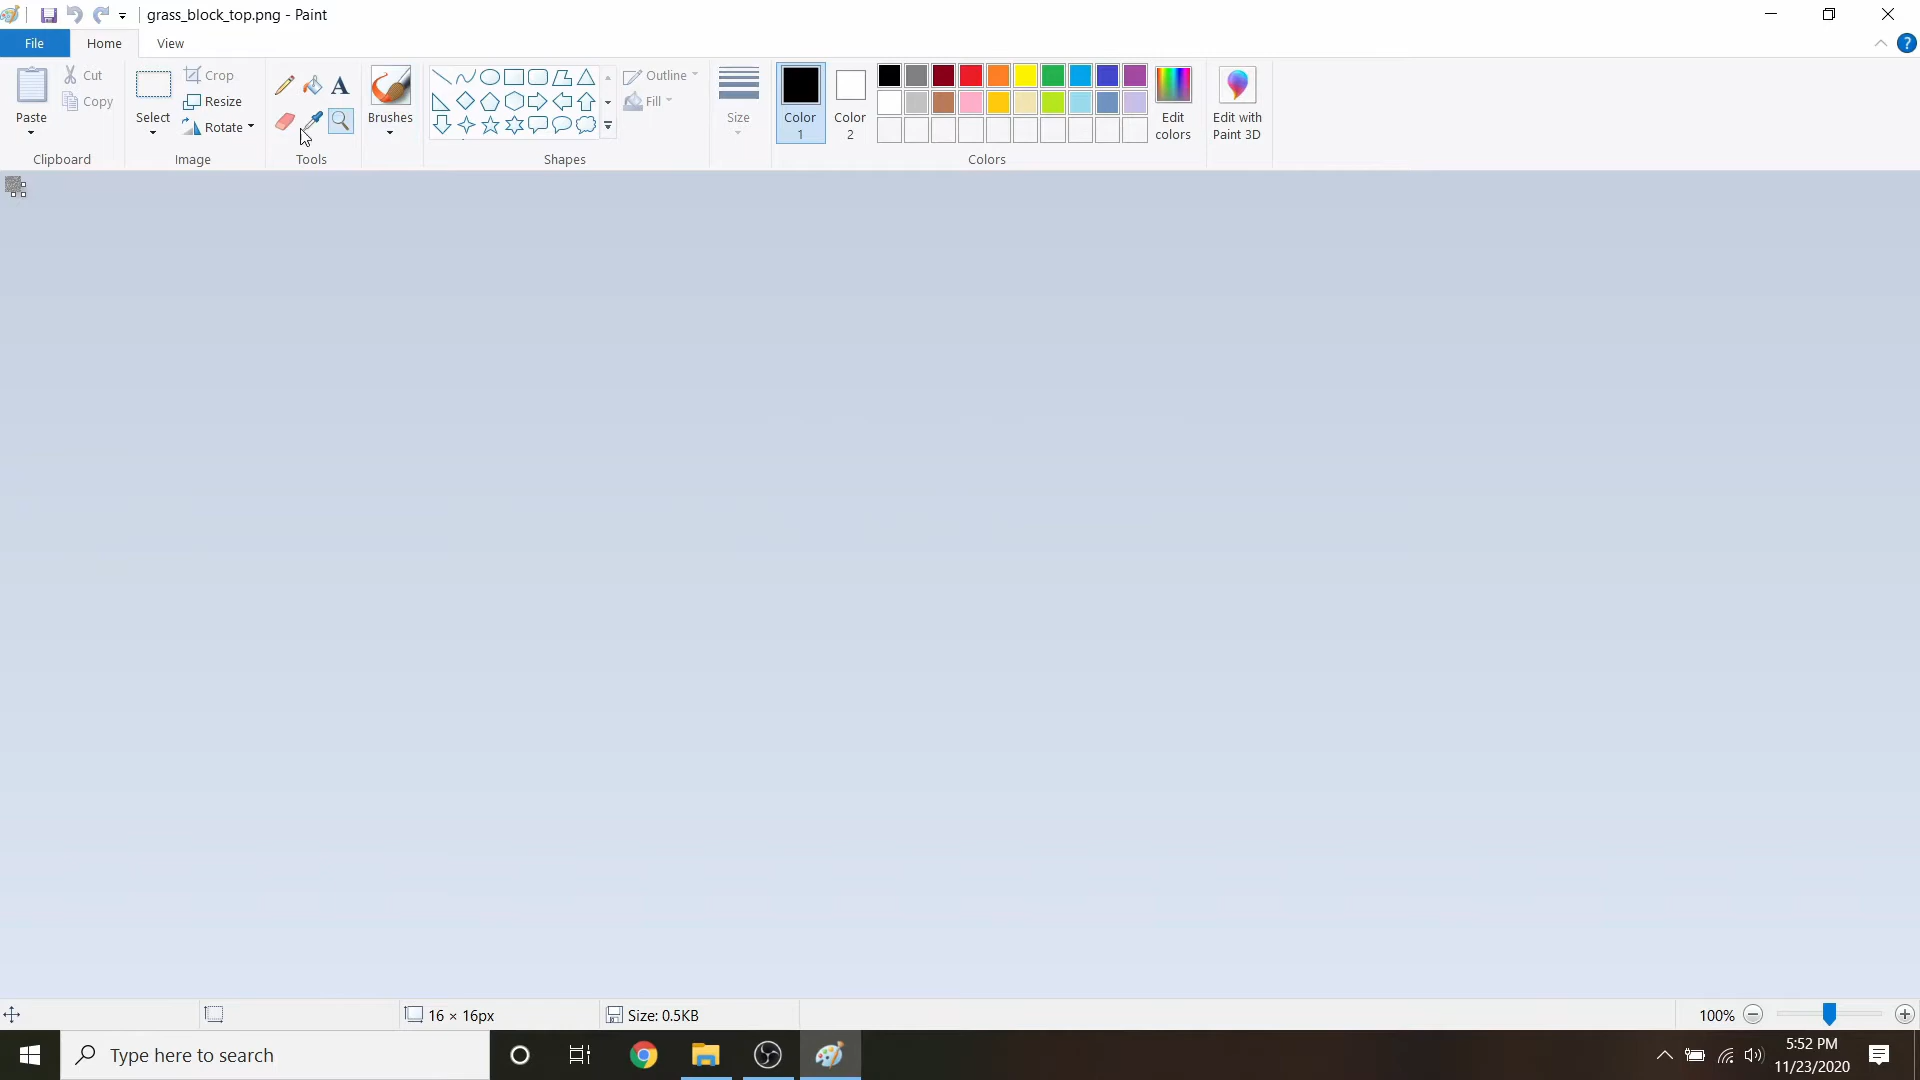 grass_block_top.png - Paint
File Home View
Paste
Cut
Copy
Clipboard
Select
Crop
Resize
Rotate
Image
A
Tools
Brushes
Shapes
Outline
Fill
Size
Color
1
Color
2
Colors
Edit
colors
Edit with
Paint 3D
?
16 × 16px
Size: 0.5KB
100%
Type here to search
5:52 PM
11/23/2020